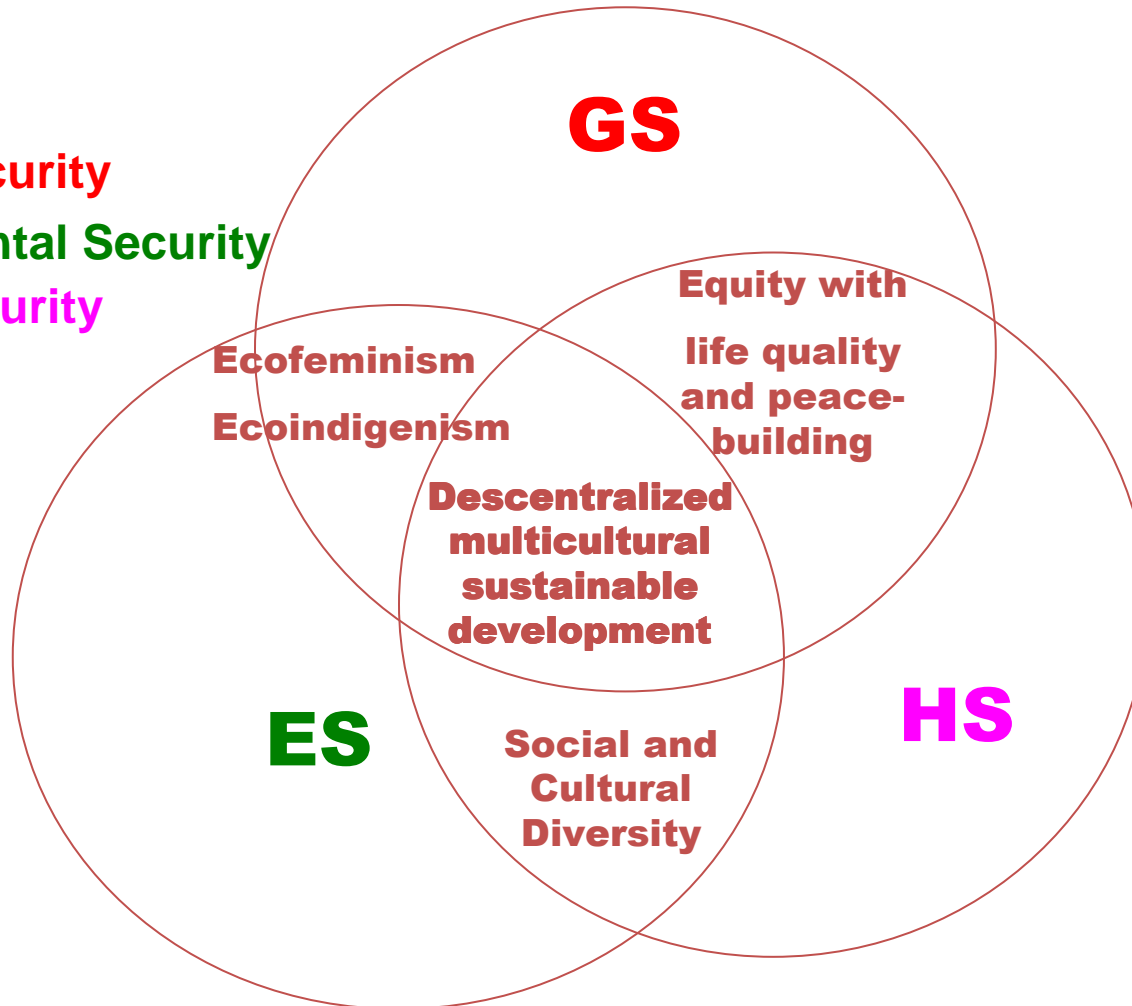 GS
curity
ntal Security
urity
Equity with
life quality
and peace-
building
Ecofeminism
Ecoindigenism
Descentralized
multicultural
sustainable
development
ES
HS
Social and
Cultural
Diversity